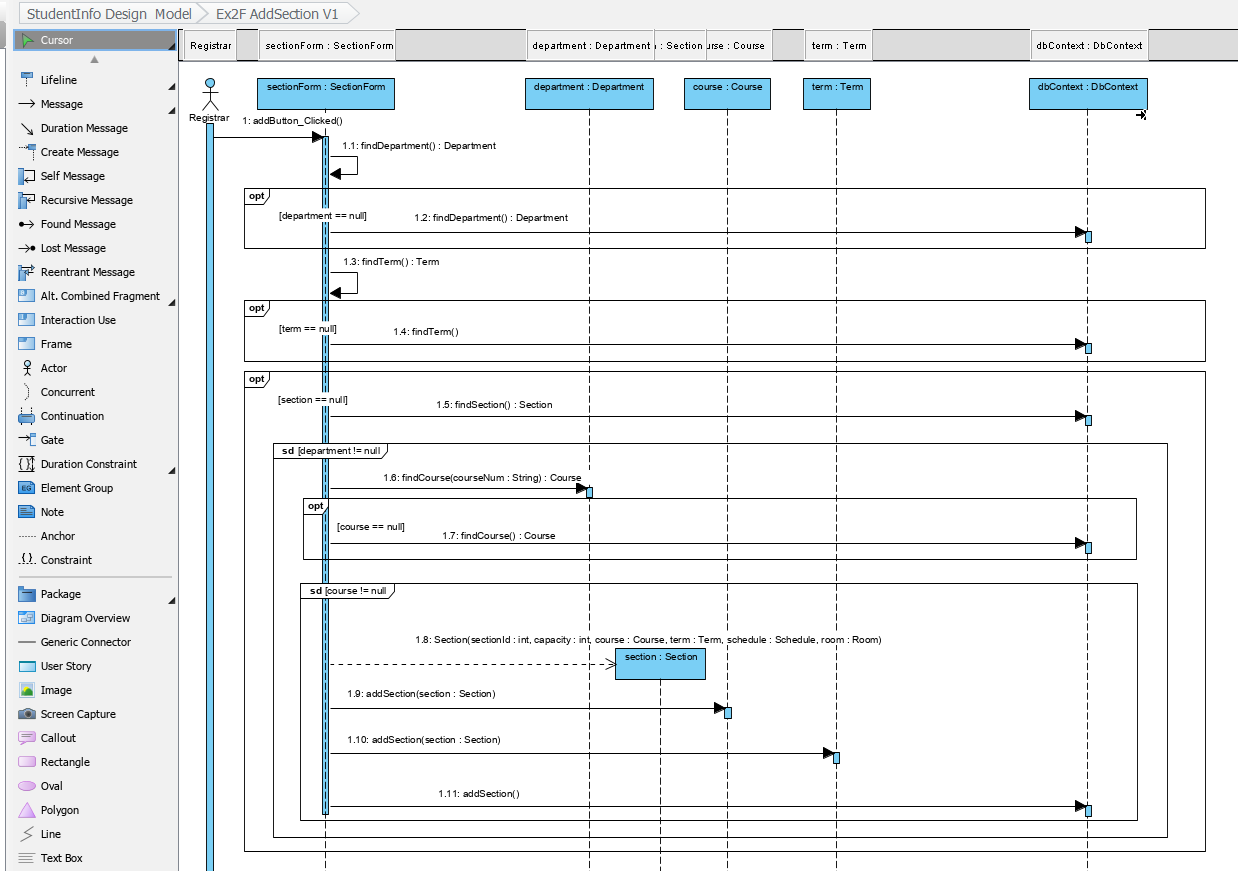 StudentInfo Design Model
Ex2F AddSection V1
Cursor
Lifeline
Message
Duration Message
Create Message
Self Message
Recursive Message
Found Message
Lost Message
Reentrant Message
Alt. Combined Fragment
Interaction Use
Frame
Actor
Concurrent
Continuation
Gate
Duration Constraint
Element Group
Note
Anchor
Constraint
Package
Diagram Overview
Generic Connector
User Story
Image
Screen Capture
Callout
Rectangle
Oval
Polygon
Line
Text Box
Registrar
sectionForm : SectionForm
department : Department
: Section
urse : Course
term : Term
dbContext : DbContext
Registrar
sectionForm : SectionForm
department : Department
course : Course
term : Term
dbContext : DbContext
1: addButton_Clicked()
1.1: findDepartment() : Department
opt
[department == null]
1.2: findDepartment() : Department
1.3: findTerm() : Term
opt
[term == null]
1.4: findTerm()
opt
[section == null]
1.5: findSection() : Section
sd [department != null
1.6: findCourse(courseNum : String) : Course
opt
[course == null]
1.7: findCourse() : Course
sd [course != null
1.8: Section(sectionId : int, capacity : int, course : Course, term : Term, schedule : Schedule, room : Room)
section : Section
1.9: addSection(section : Section)
1.10: addSection(section : Section)
1.11: addSection()